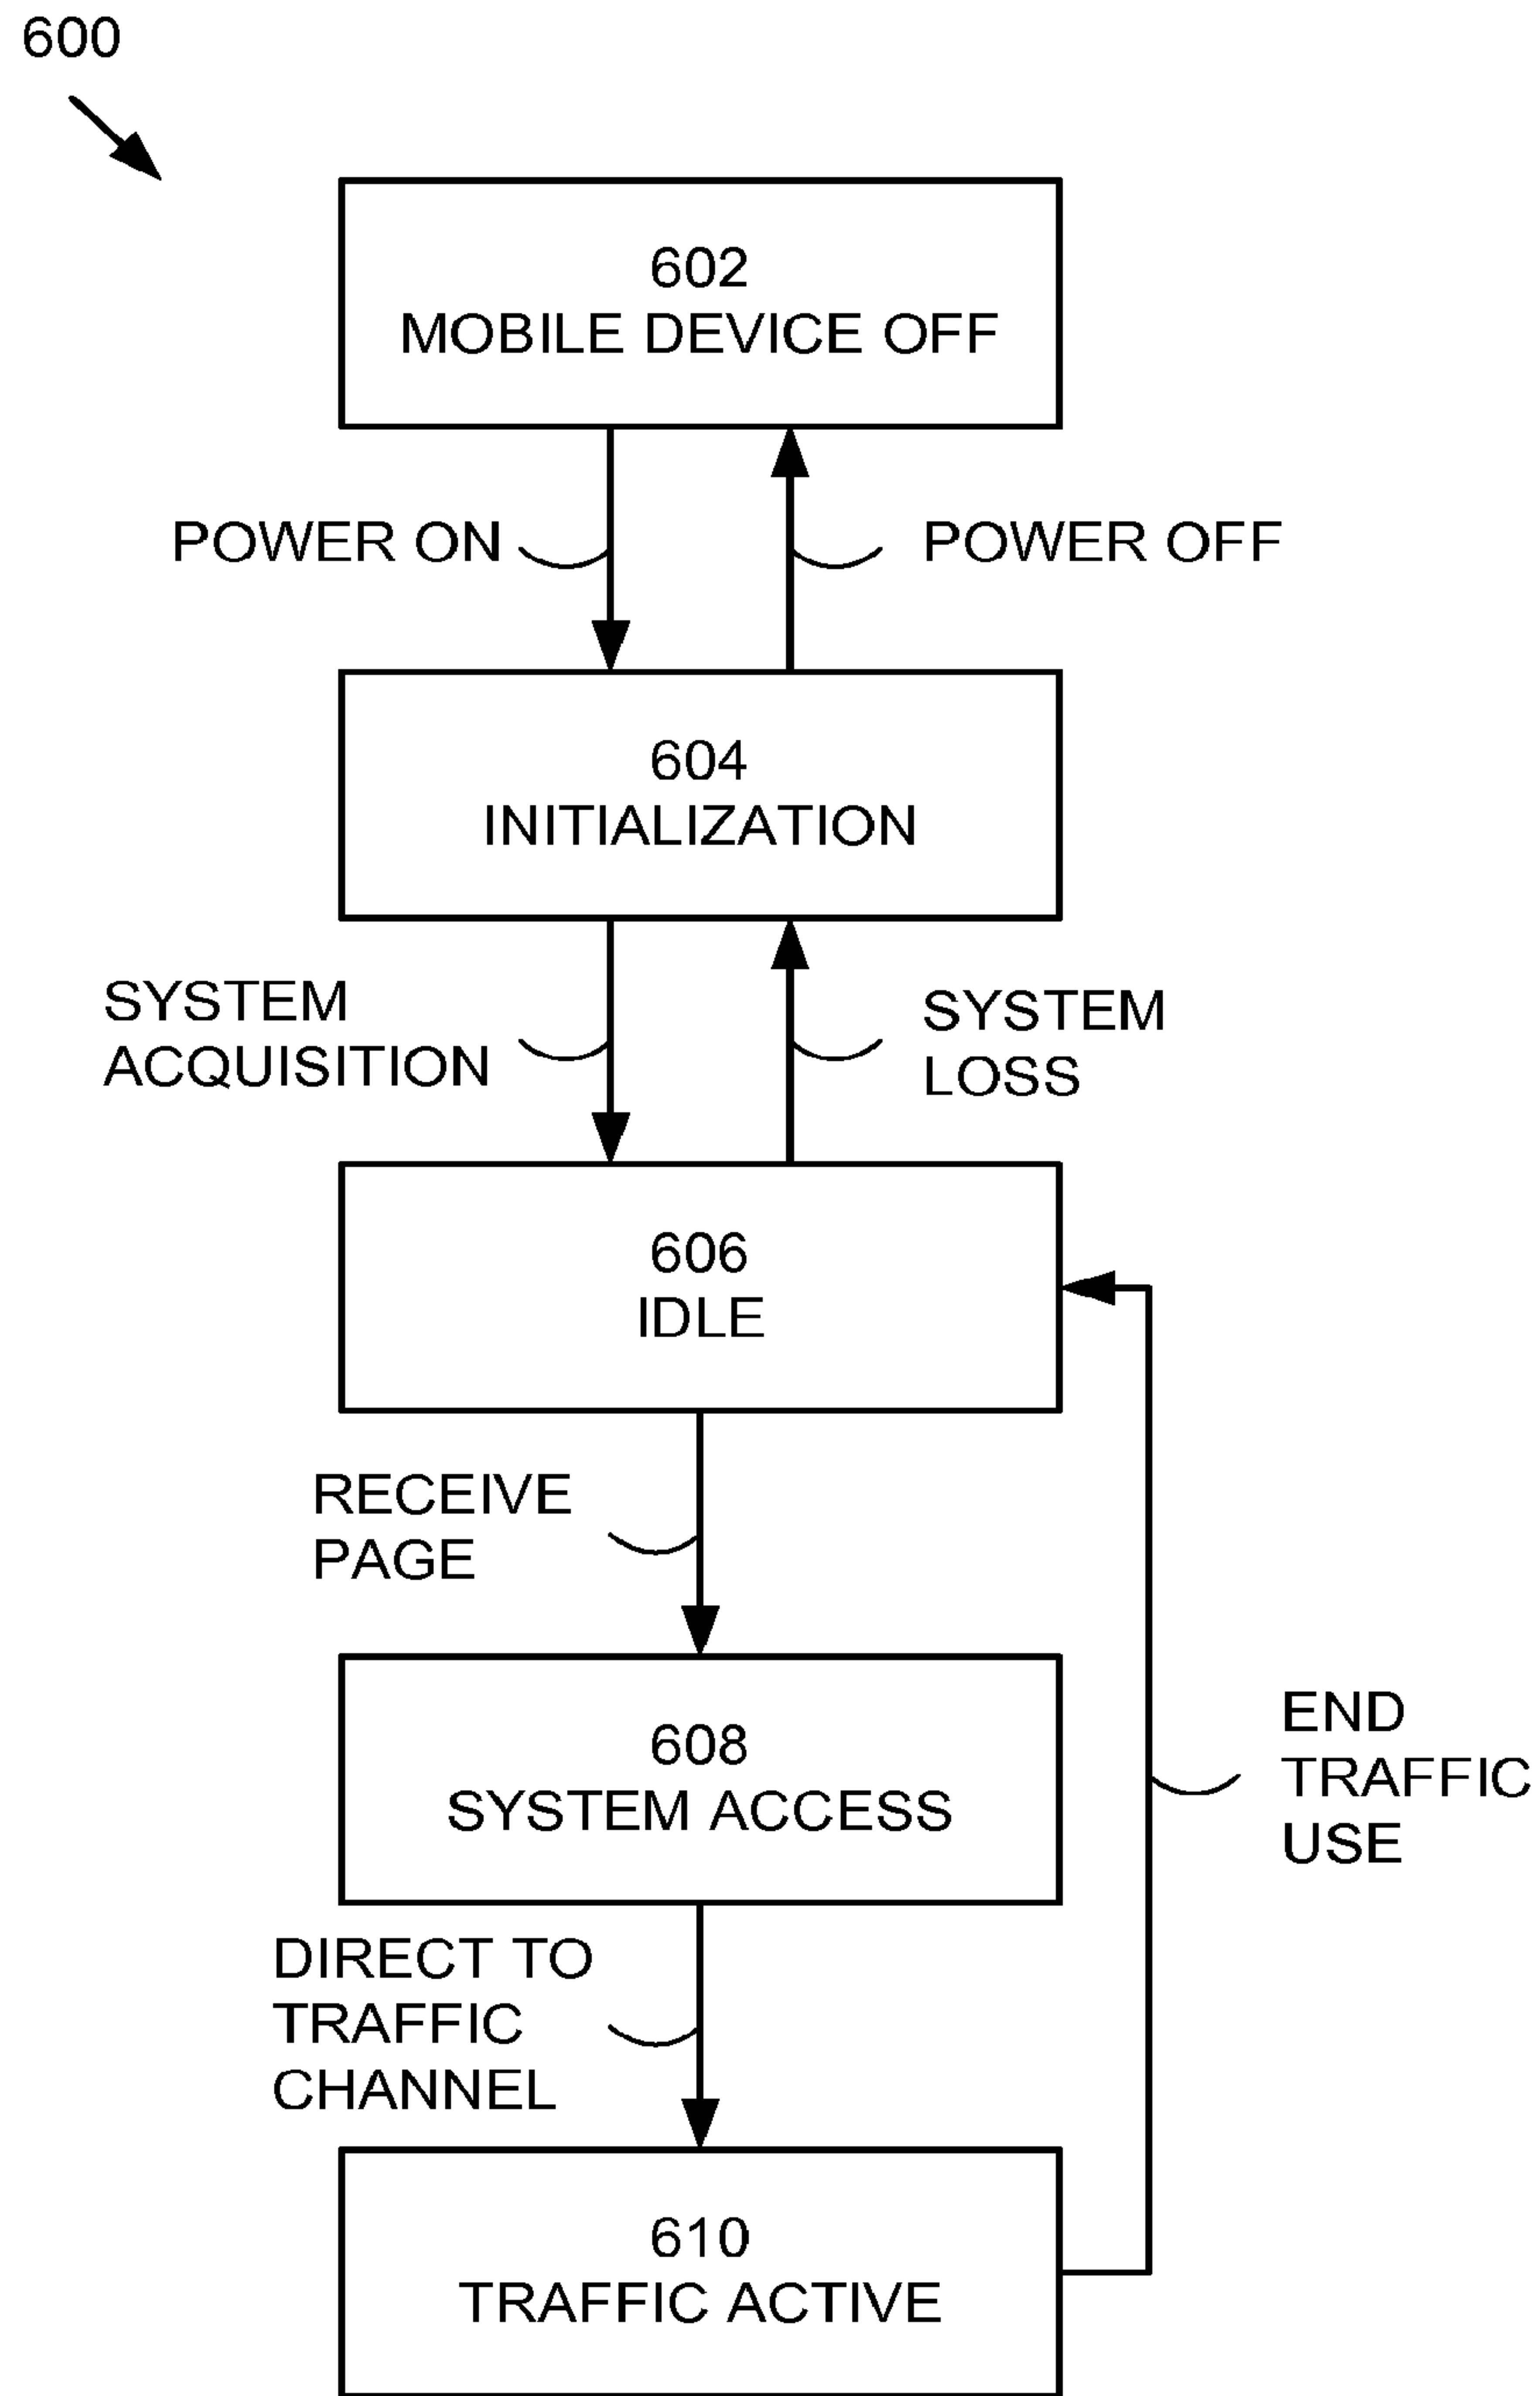 600
602
MOBILE DEVICE OFF
POWER ON
POWER OFF
604
INITIALIZATION
SYSTEM
ACQUISITION
SYSTEM
LOSS
606
IDLE
RECEIVE
PAGE
608
SYSTEM ACCESS
END
TRAFFIC
USE
DIRECT TO
TRAFFIC
CHANNEL
610
TRAFFIC ACTIVE